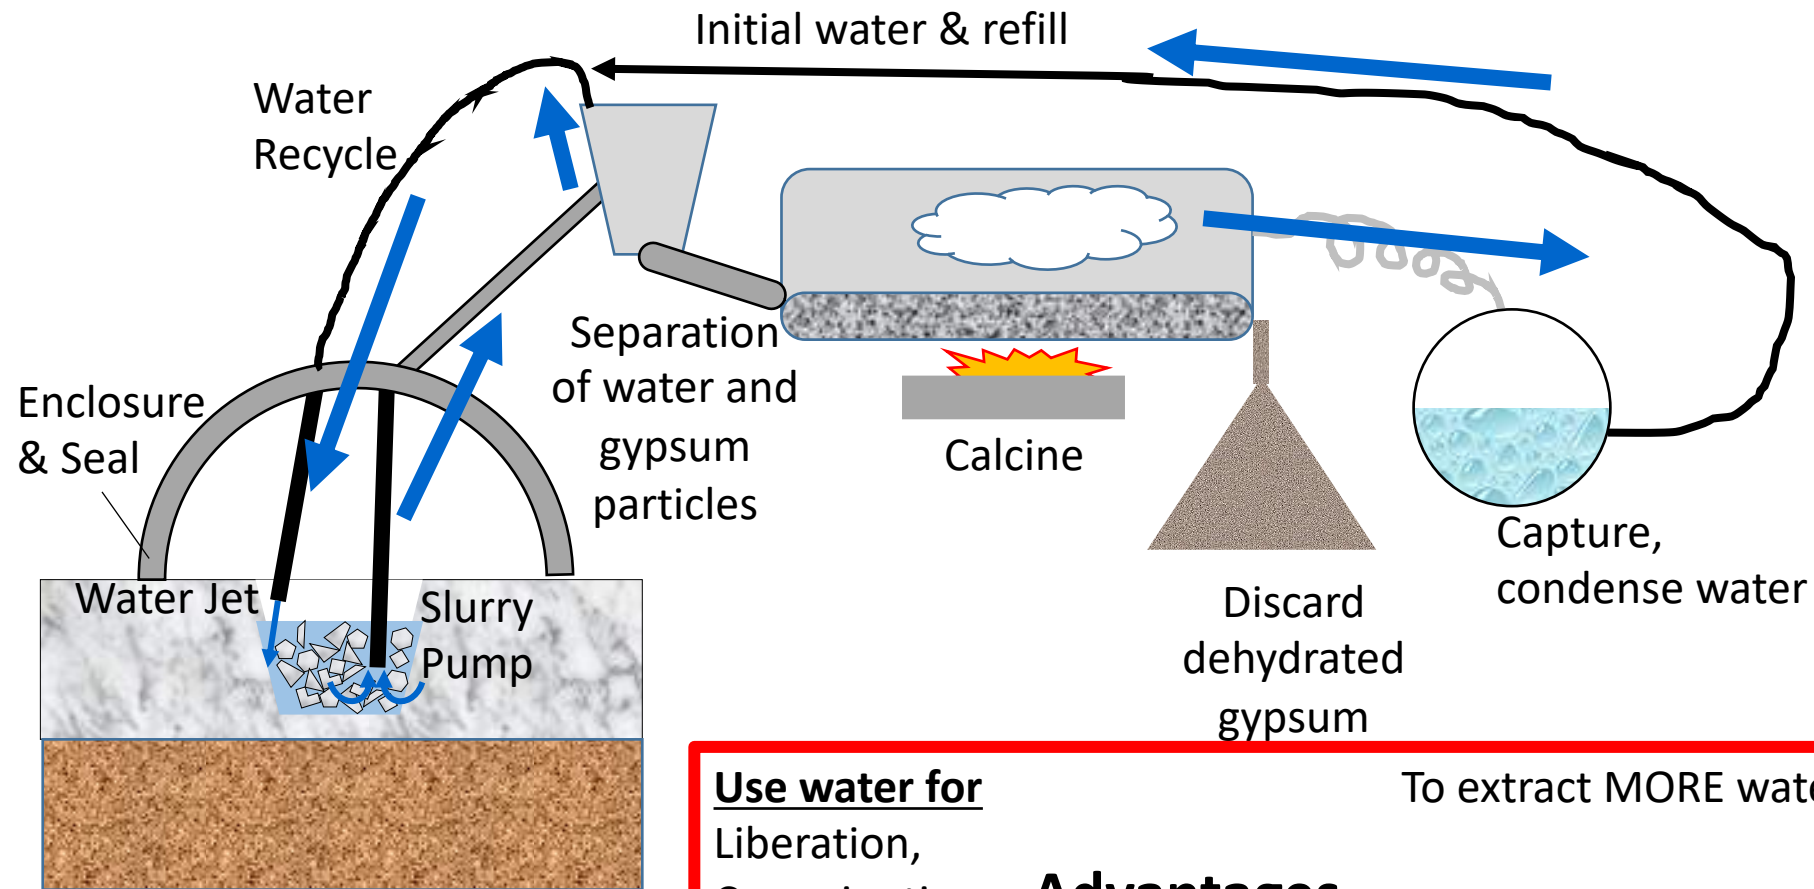 Initial water & refill
Water
Recycle
Separation
of water and
gypsum
particles
Enclosure
& Seal
Calcine
Capture,
condense water
Water Jet
Slurry
Pump
Discard
dehydrated
gypsum
Use water for
To extract MORE
Liberation,
Advantages